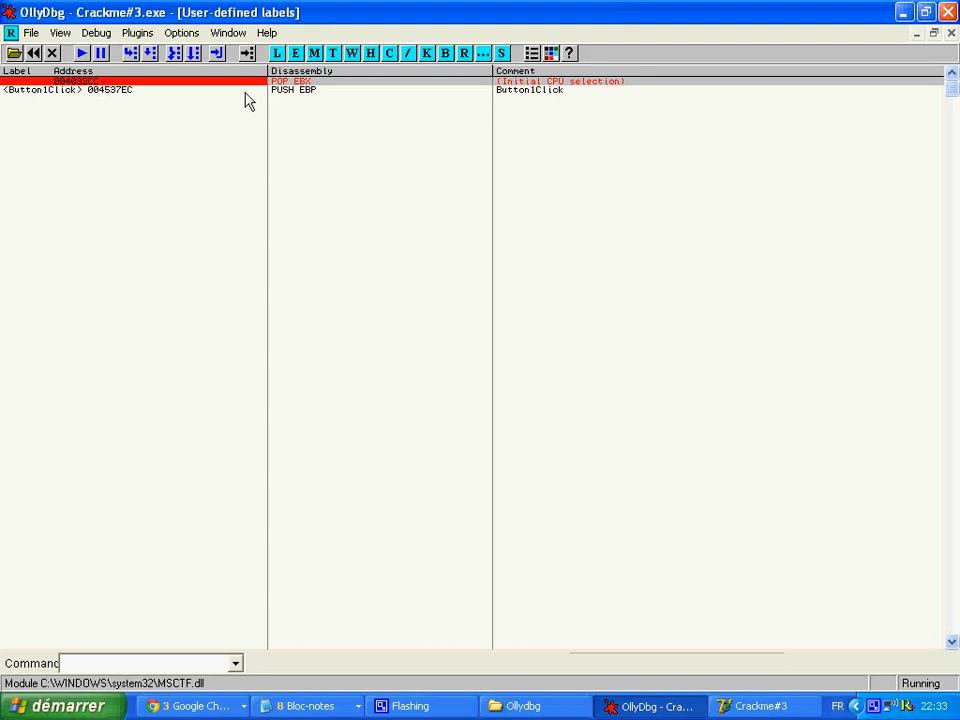 OllyDbg - Crackme#3.exe - [User-defined labels]
R File View Debug Plugins Options Window Help
L E M T W H C / K B R ... S ?
Label Address Disassembly Comment
004033CC POP EBX (Initial CPU selection)
<Button1Click> 004537EC PUSH EBP Button1Click
Command
Module C:\WINDOWS\system32\MSCTF.dll Running
démarrer 3 Google Ch... 8 Bloc-notes Flashing Ollydbg OllyDbg - Cra... Crackme#3 FR 22:33